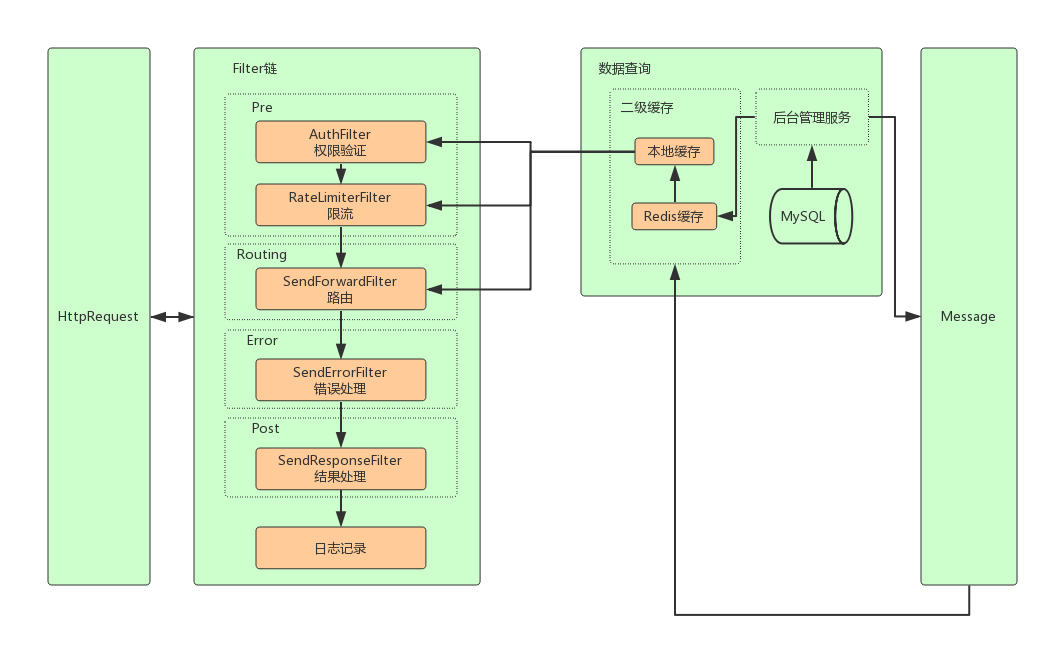 HttpRequest
Filter链
Pre
AuthFilter
权限验证
RateLimiterFilter
限流
Routing
SendForwardFilter
路由
Error
SendErrorFilter
错误处理
Post
SendResponseFilter
结果处理
日志记录
数据查询
二级缓存
本地缓存
Redis缓存
后台管理服务
MySQL
Message